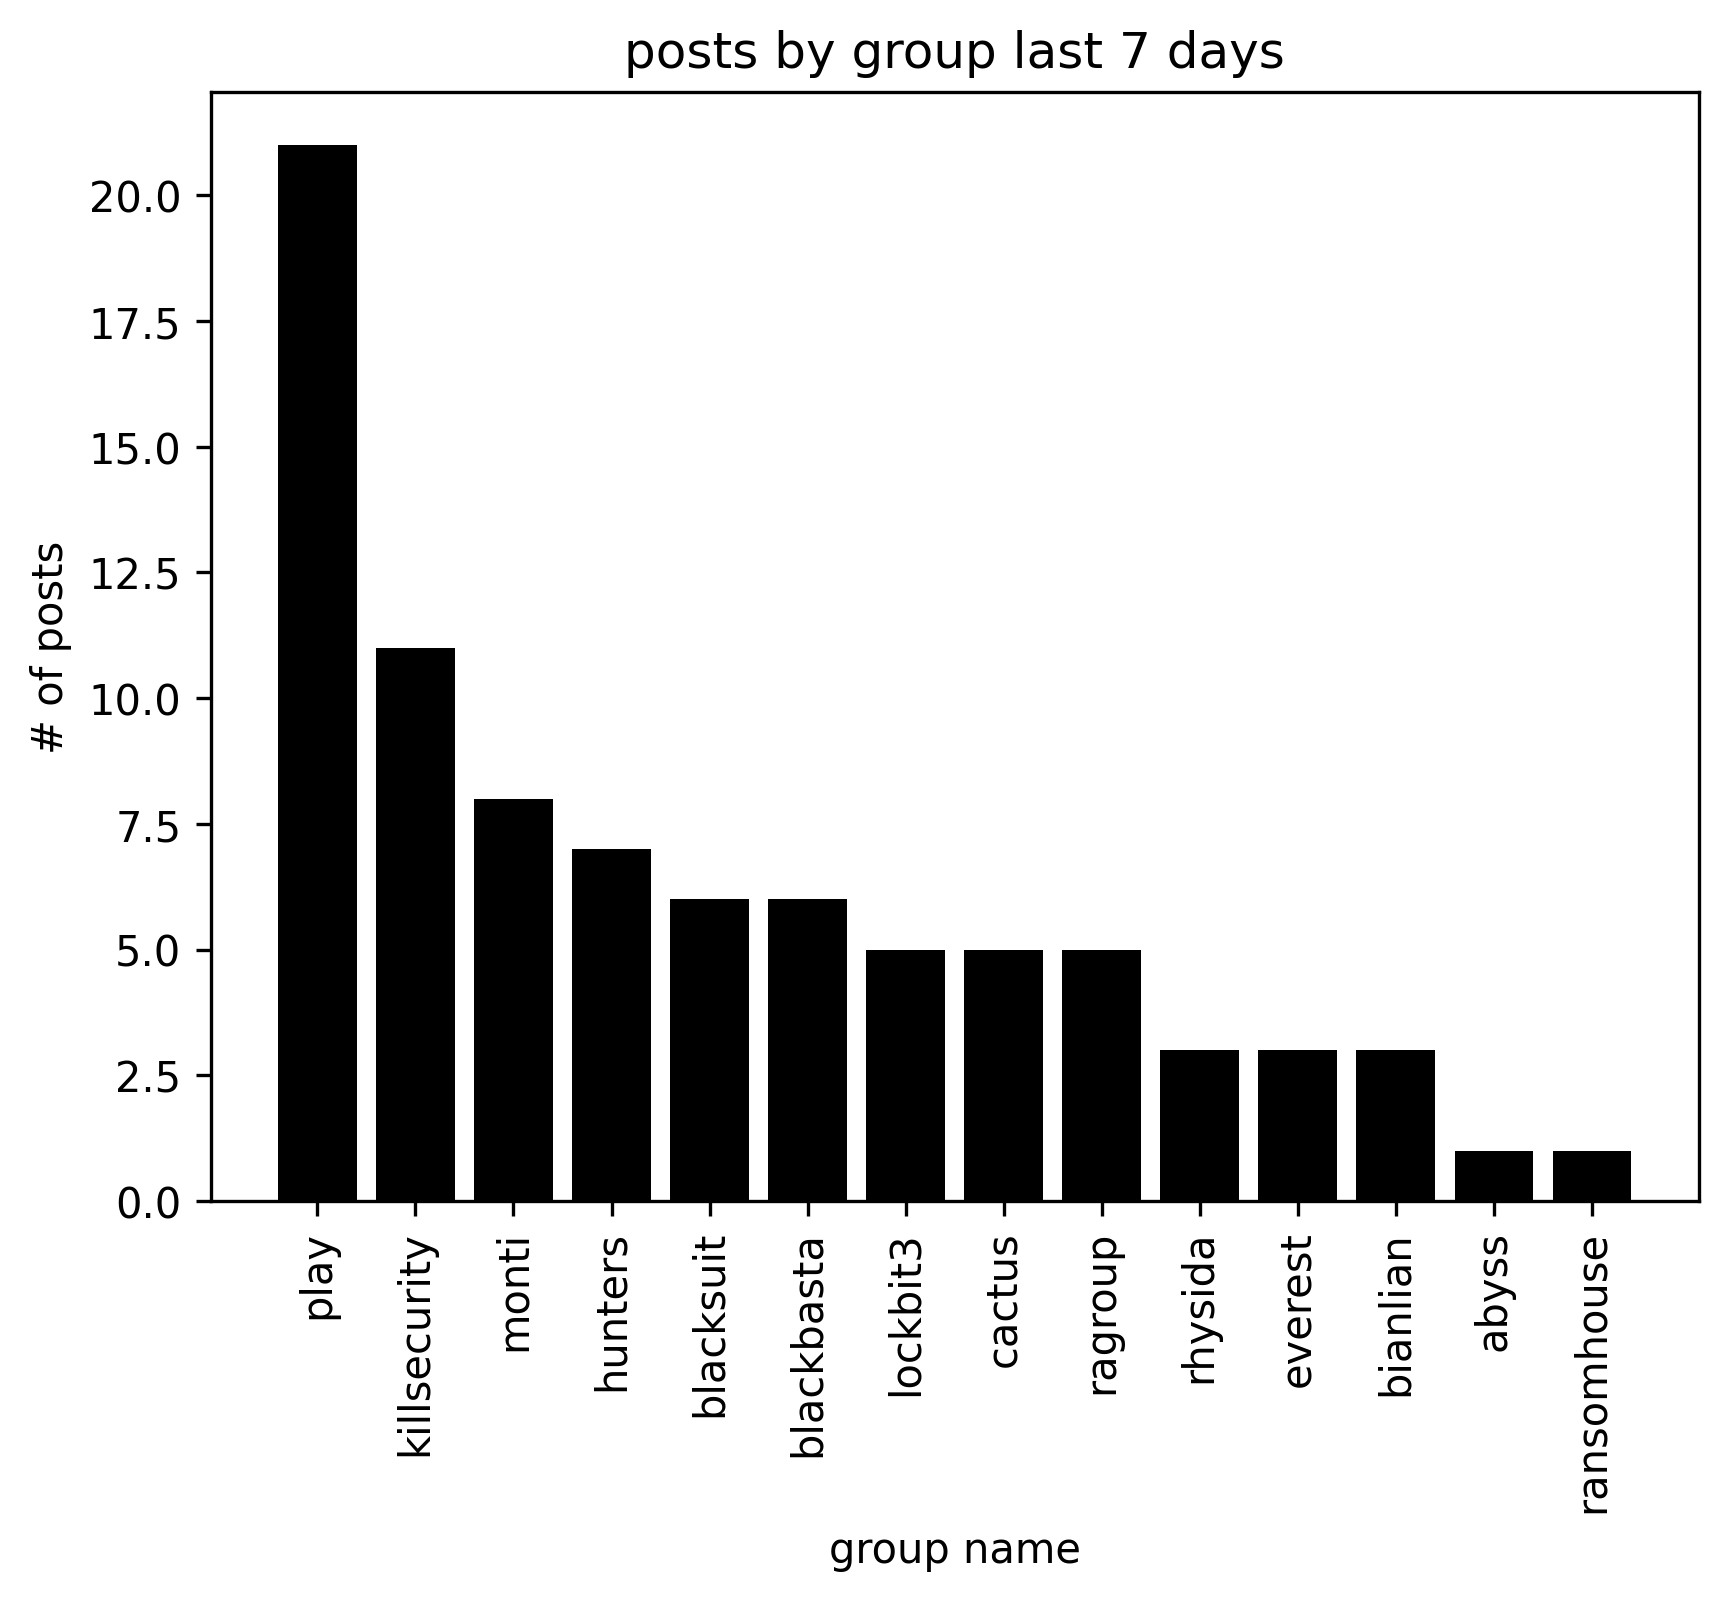 posts by group last 7 days
20.0
17.5
15.0
12.5
10.0
7.5
5.0
2.5
0.0
# of posts
play
killsecurity
monti
hunters
blacksuit
blackbasta
lockbit3
cactus
ragroup
rhysida
everest
bianlian
abyss
ransomhouse
group name